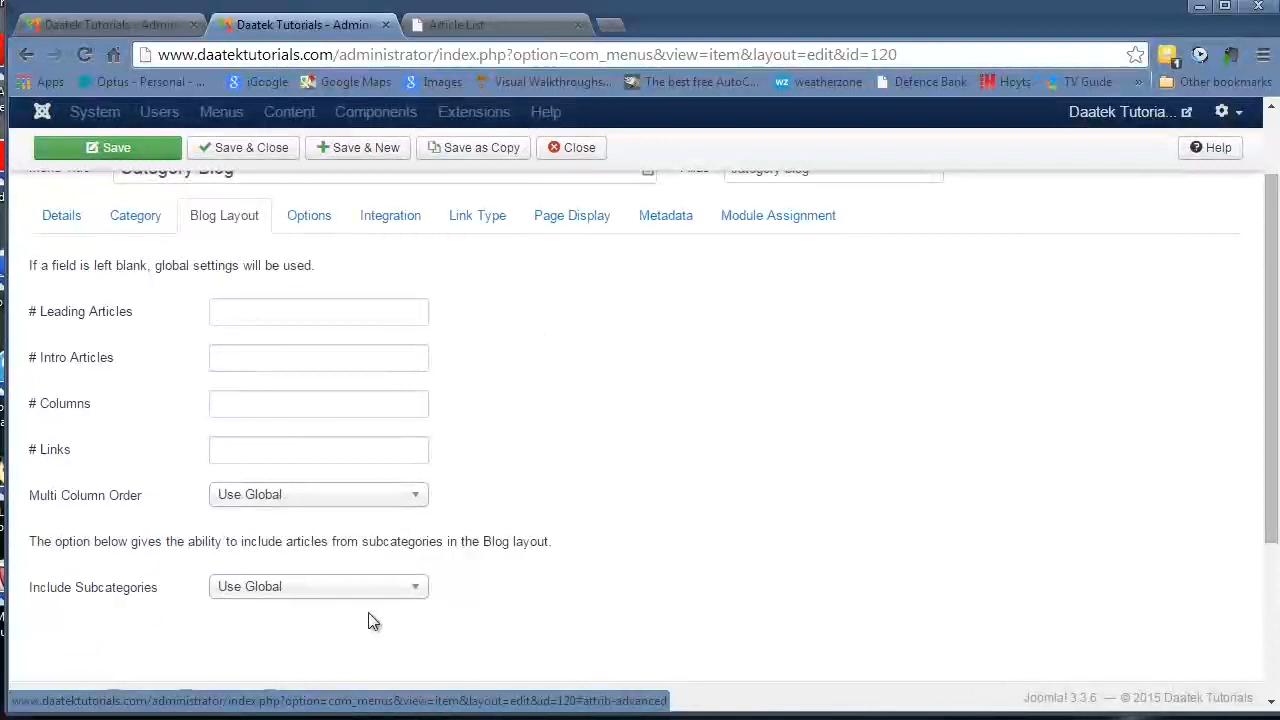 Daatek Tutorials - Admin × Daatek Tutorials - Admin × Article List ×
www.daatektutorials.com/administrator/index.php?option=com_menus&view=item&layout=edit&id=120
Apps Optus - Personal - ... iGoogle Google Maps Images Visual Walkthroughs... The best free AutoC... wz weatherzone Defence Bank Hoyts TV Guide » Other bookmarks
System Users Menus Content Components Extensions Help Daatek Tutoria...
Save Save & Close Save & New Save as Copy Close Help
Category Blog
Details Category Blog Layout Options Integration Link Type Page Display Metadata Module Assignment
If a field is left blank, global settings will be used.
# Leading Articles
# Intro Articles
# Columns
# Links
Multi Column Order Use Global
The option below gives the ability to include articles from subcategories in the Blog layout.
Include Subcategories Use Global
www.daatektutorials.com/administrator/index.php?option=com_menus&view=item&layout=edit&id=120#attrib-advanced
Joomla! 3.3.6 — © 2015 Daatek Tutorials